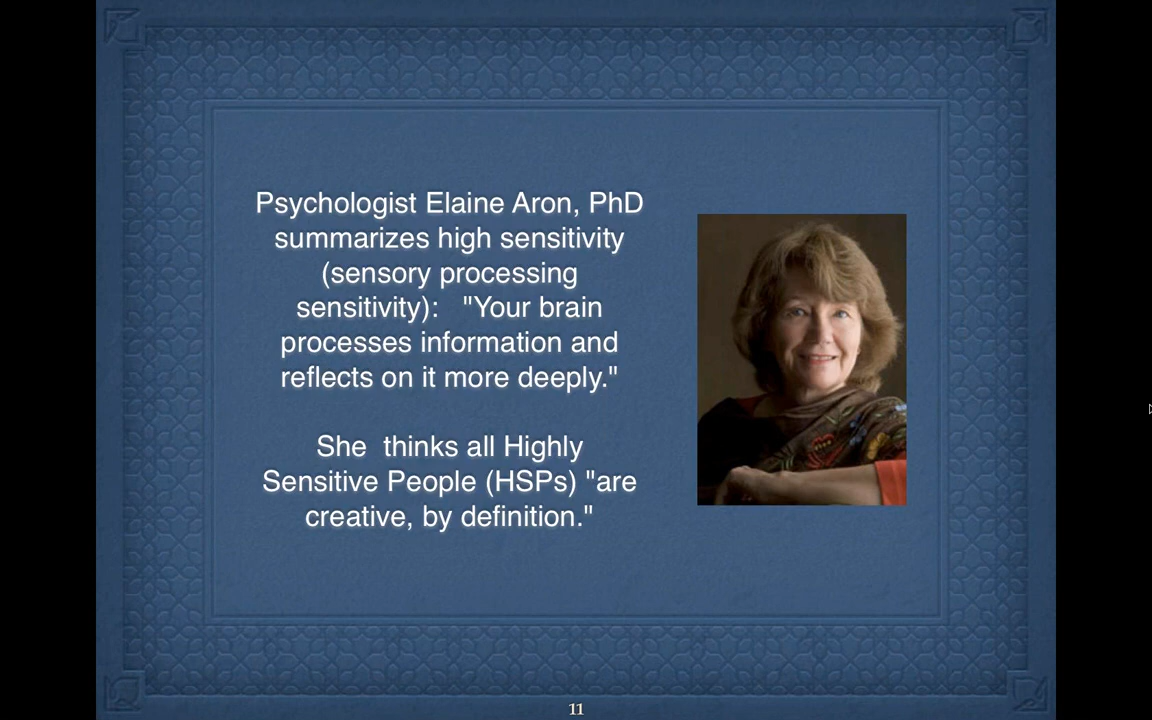 Psychologist Elaine Aron, PhD
summarizes high sensitivity
(sensory processing
sensitivity):   "Your brain
processes information and
reflects on it more deeply."
She  thinks all Highly
Sensitive People (HSPs) "are
creative, by definition."
11